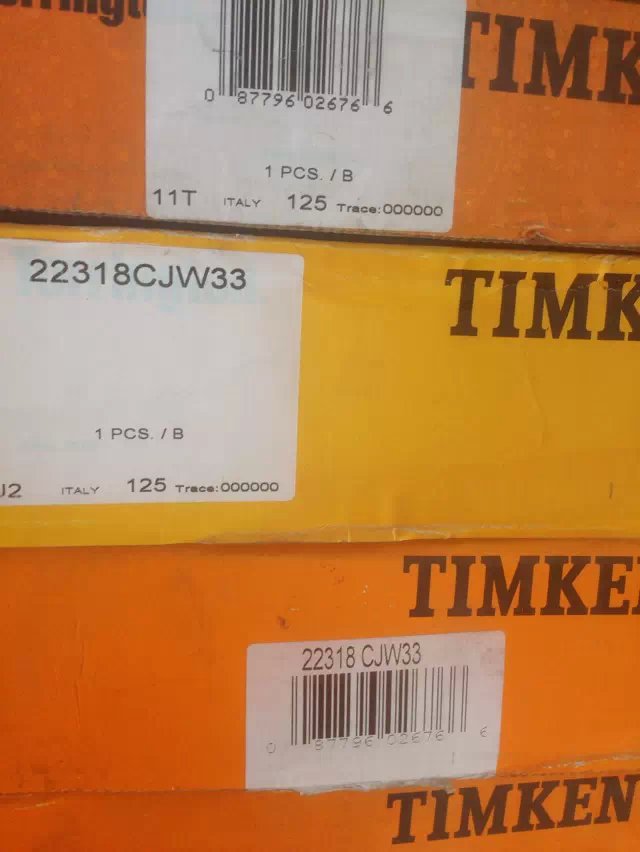 TIMK
0 87796 02676 6
1 PCS. / B
11T ITALY 125 Trace:000000
22318CJW33
TIMK
1 PCS. / B
J2 ITALY 125 Trace:000000
TIMKE
22318 CJW33
0 87796 02676 6
TIMKEN